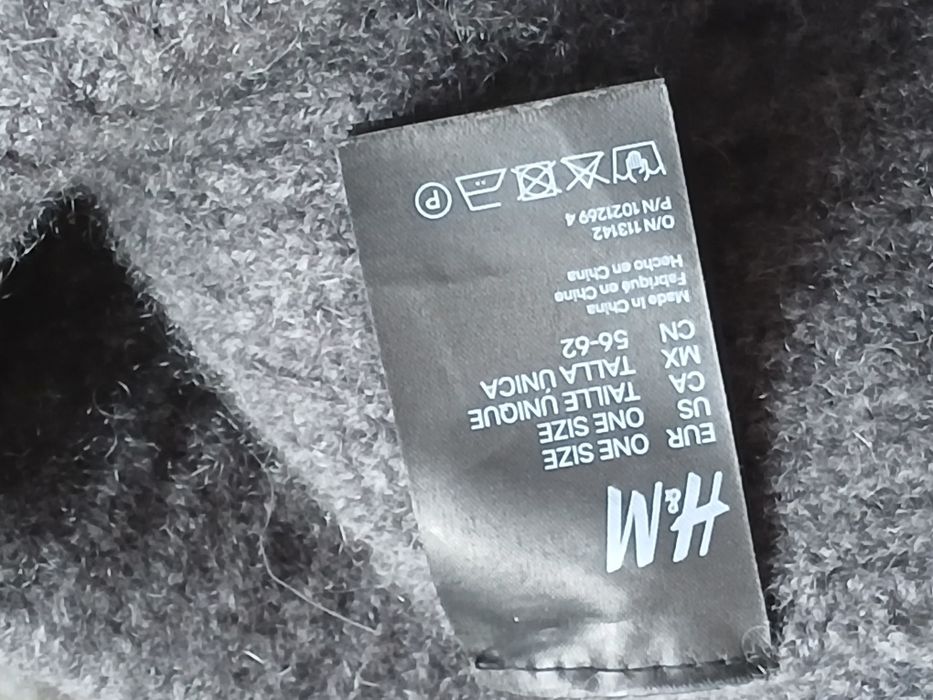 H&M
EUR ONE SIZE
US ONE SIZE
CA TAILLE UNIQUE
MX TALLA ÚNICA
CN 56-62
Made in China
Fabriqué en Chine
Hecho en China
O/N 113142
P/N 1021269 4
P